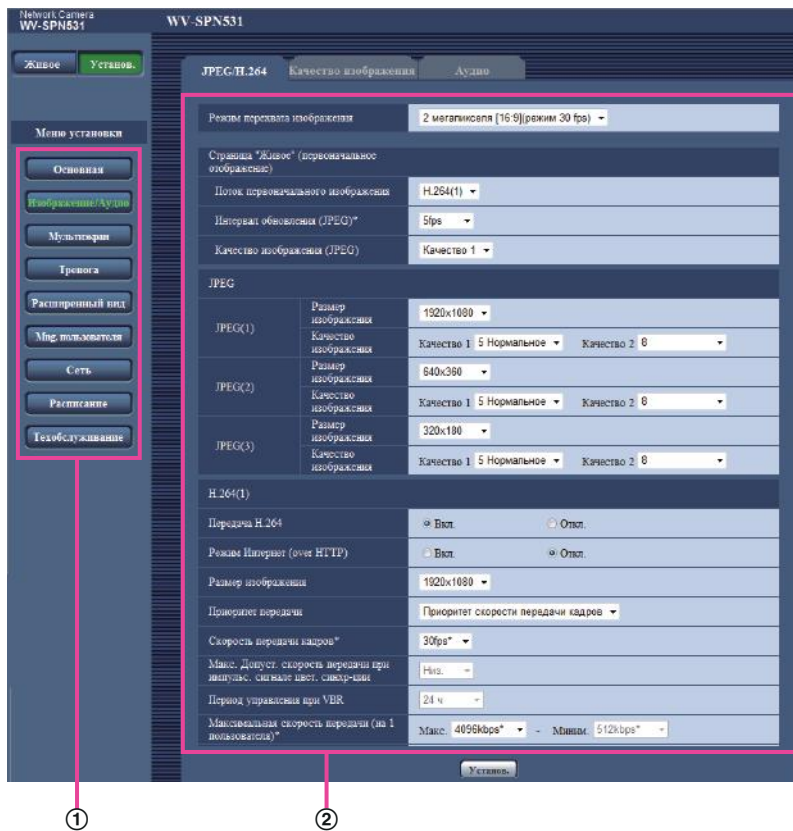 Network Camera
WV-SPN531
WV-SPN531
Живое Установ.
Меню установки
Основная
Изображение/Аудио
Мультиэкран
Тревога
Расширенный вид
Mng. пользователя
Сеть
Расписание
Техобслуживание
JPEG/H.264 Качество изображения Аудио
Режим перехвата изображения 2 мегапикселя [16:9](режим 30 fps)
Страница "Живое" (первоначальное
отображение)
Поток первоначального изображения H.264(1)
Интервал обновления (JPEG)* 5fps
Качество изображения (JPEG) Качество 1
JPEG
JPEG(1)
Размер
изображения 1920x1080
Качество
изображения Качество 1 5 Нормальное Качество 2 8
JPEG(2)
Размер
изображения 640x360
Качество
изображения Качество 1 5 Нормальное Качество 2 8
JPEG(3)
Размер
изображения 320x180
Качество
изображения Качество 1 5 Нормальное Качество 2 8
H.264(1)
Передача H.264 Вкл. Откл.
Режим Интернет (over HTTP) Вкл. Откл.
Размер изображения 1920x1080
Приоритет передачи Приоритет скорости передачи кадров
Скорость передачи кадров* 30fps*
Макс. Допуст. скорость передачи при
импульс. сигнале цвет. синхр-ции Низ.
Период управления при VBR 24 ч
Максимальная скорость передачи (на 1
пользователя)* Макс. 4096kbps* - Миним. 512kbps*
Установ.
① ②